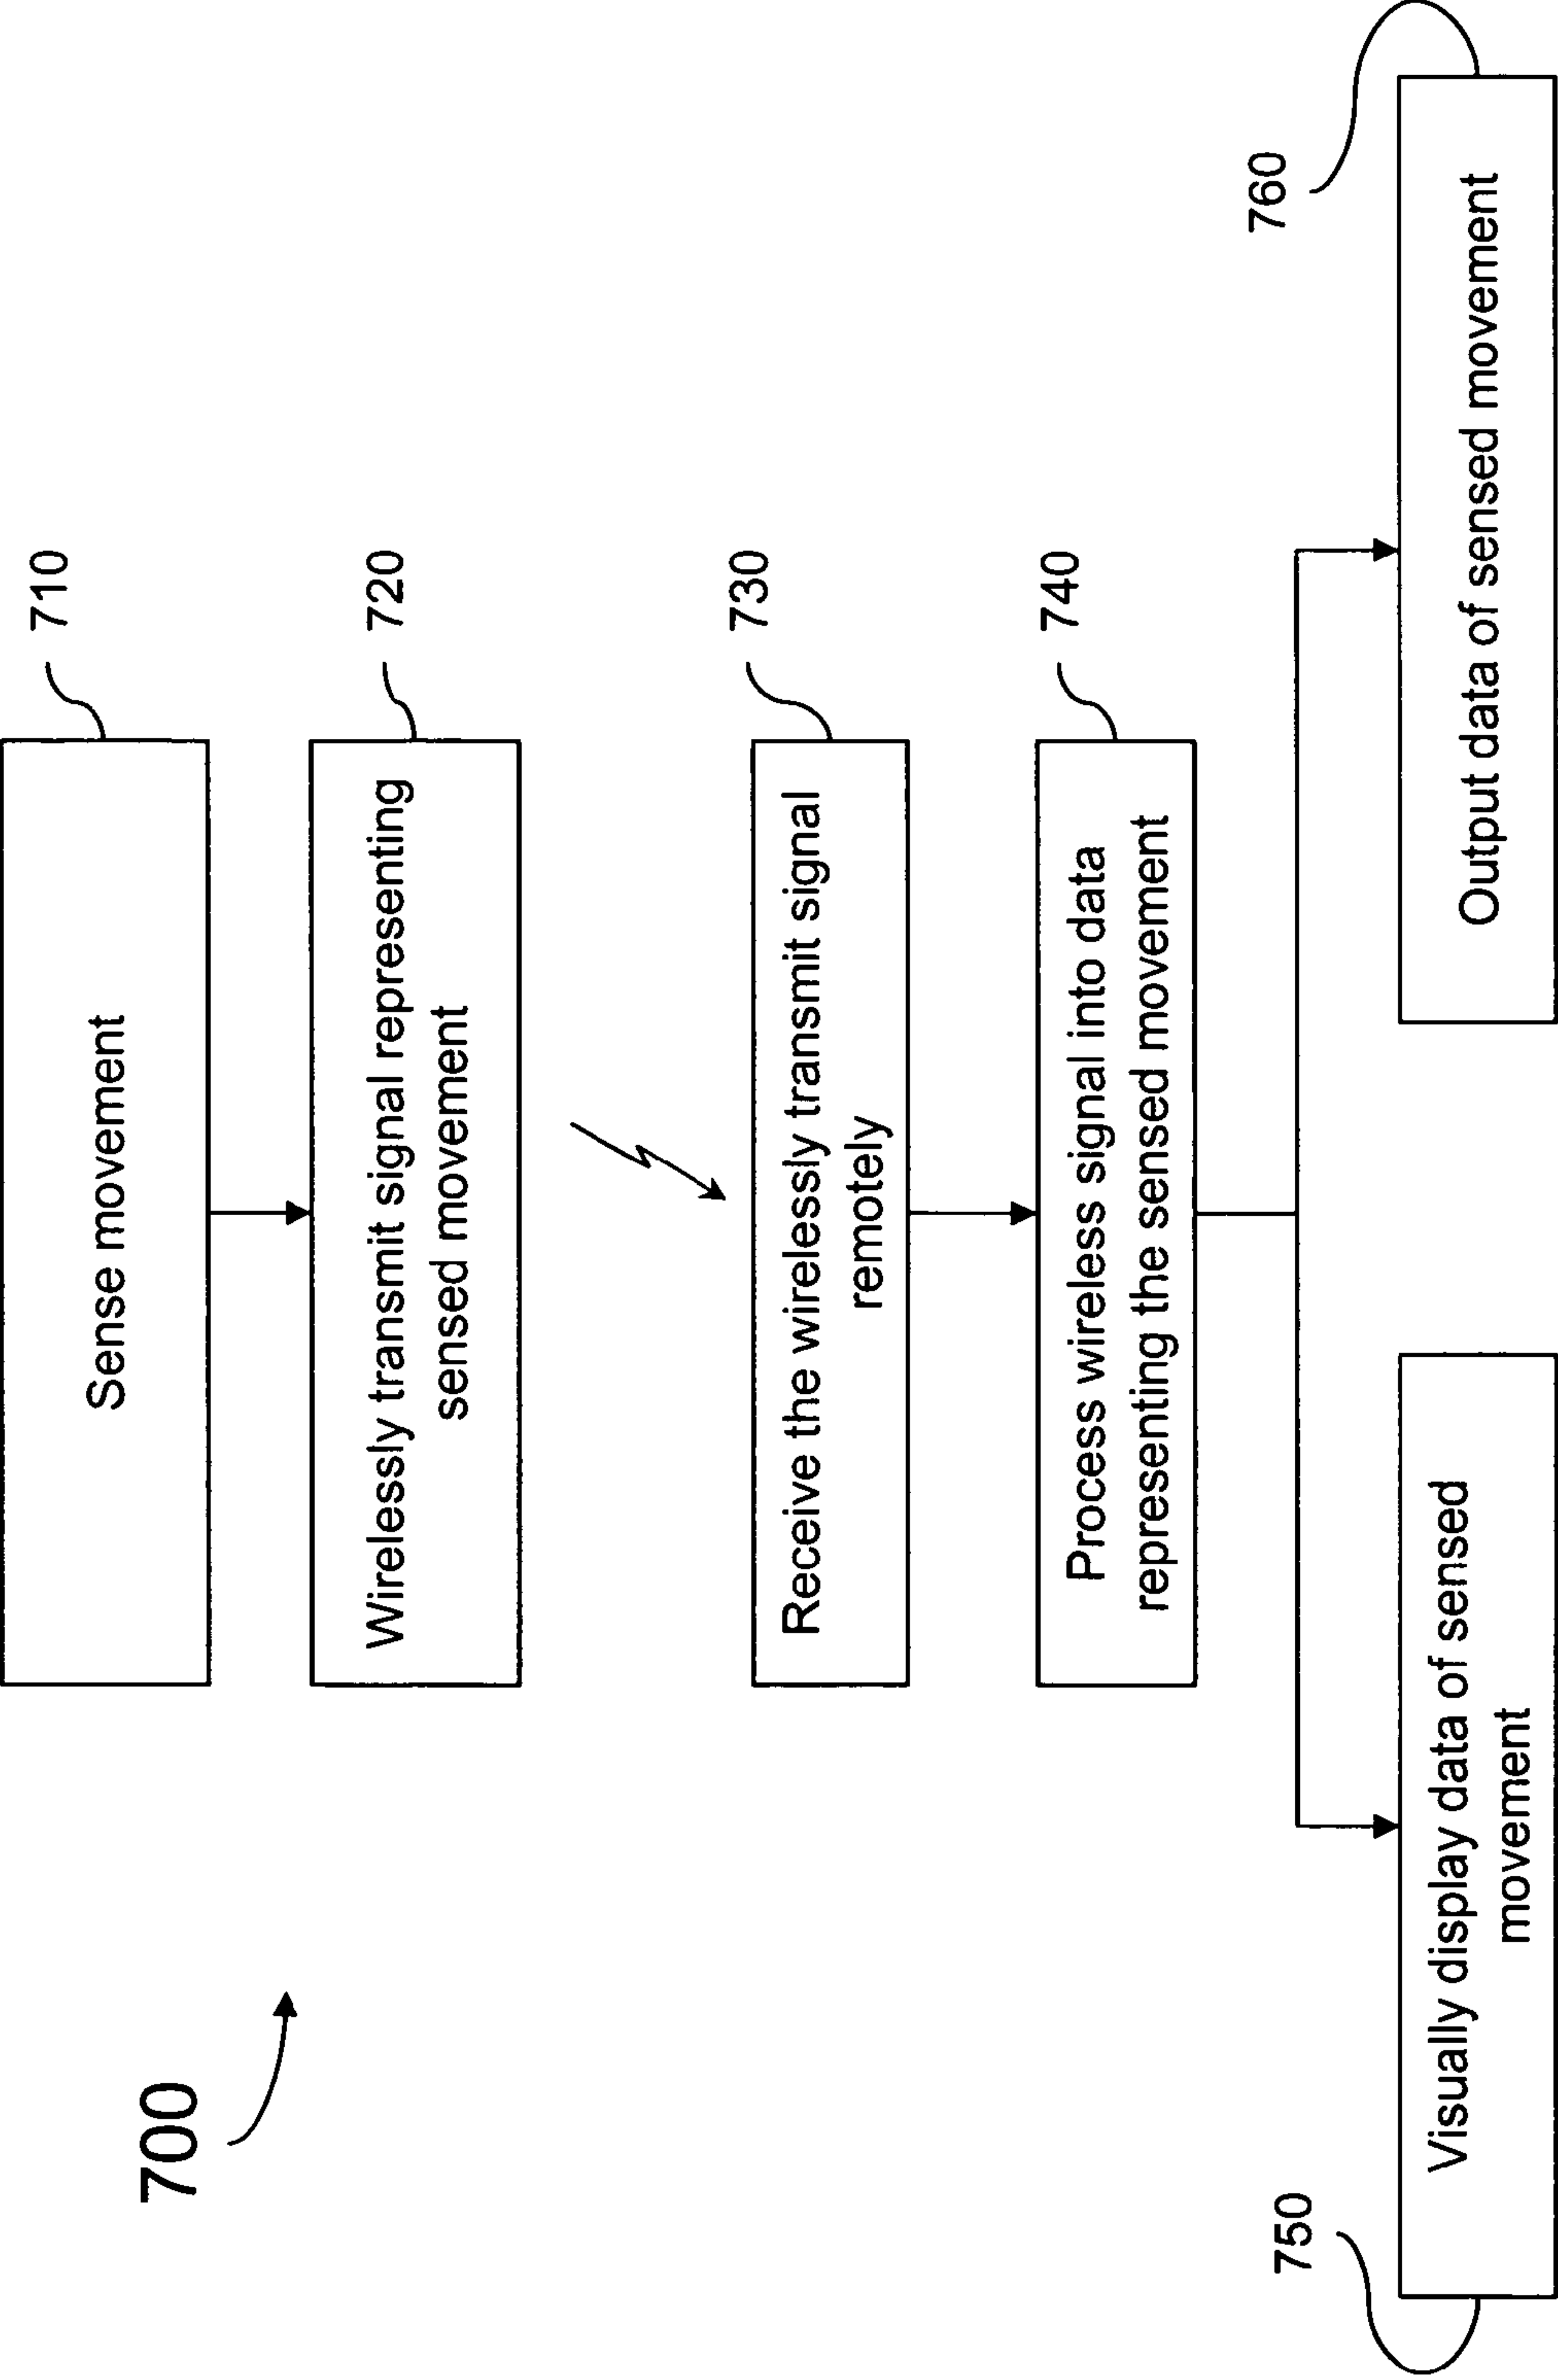 700
Sense movement
710
Wirelessly transmit signal representing
sensed movement
720
Receive the wirelessly transmit signal
remotely
730
Process wireless signal into data
representing the sensed movement
740
750
Visually display data of sensed
movement
760
Output data of sensed movement